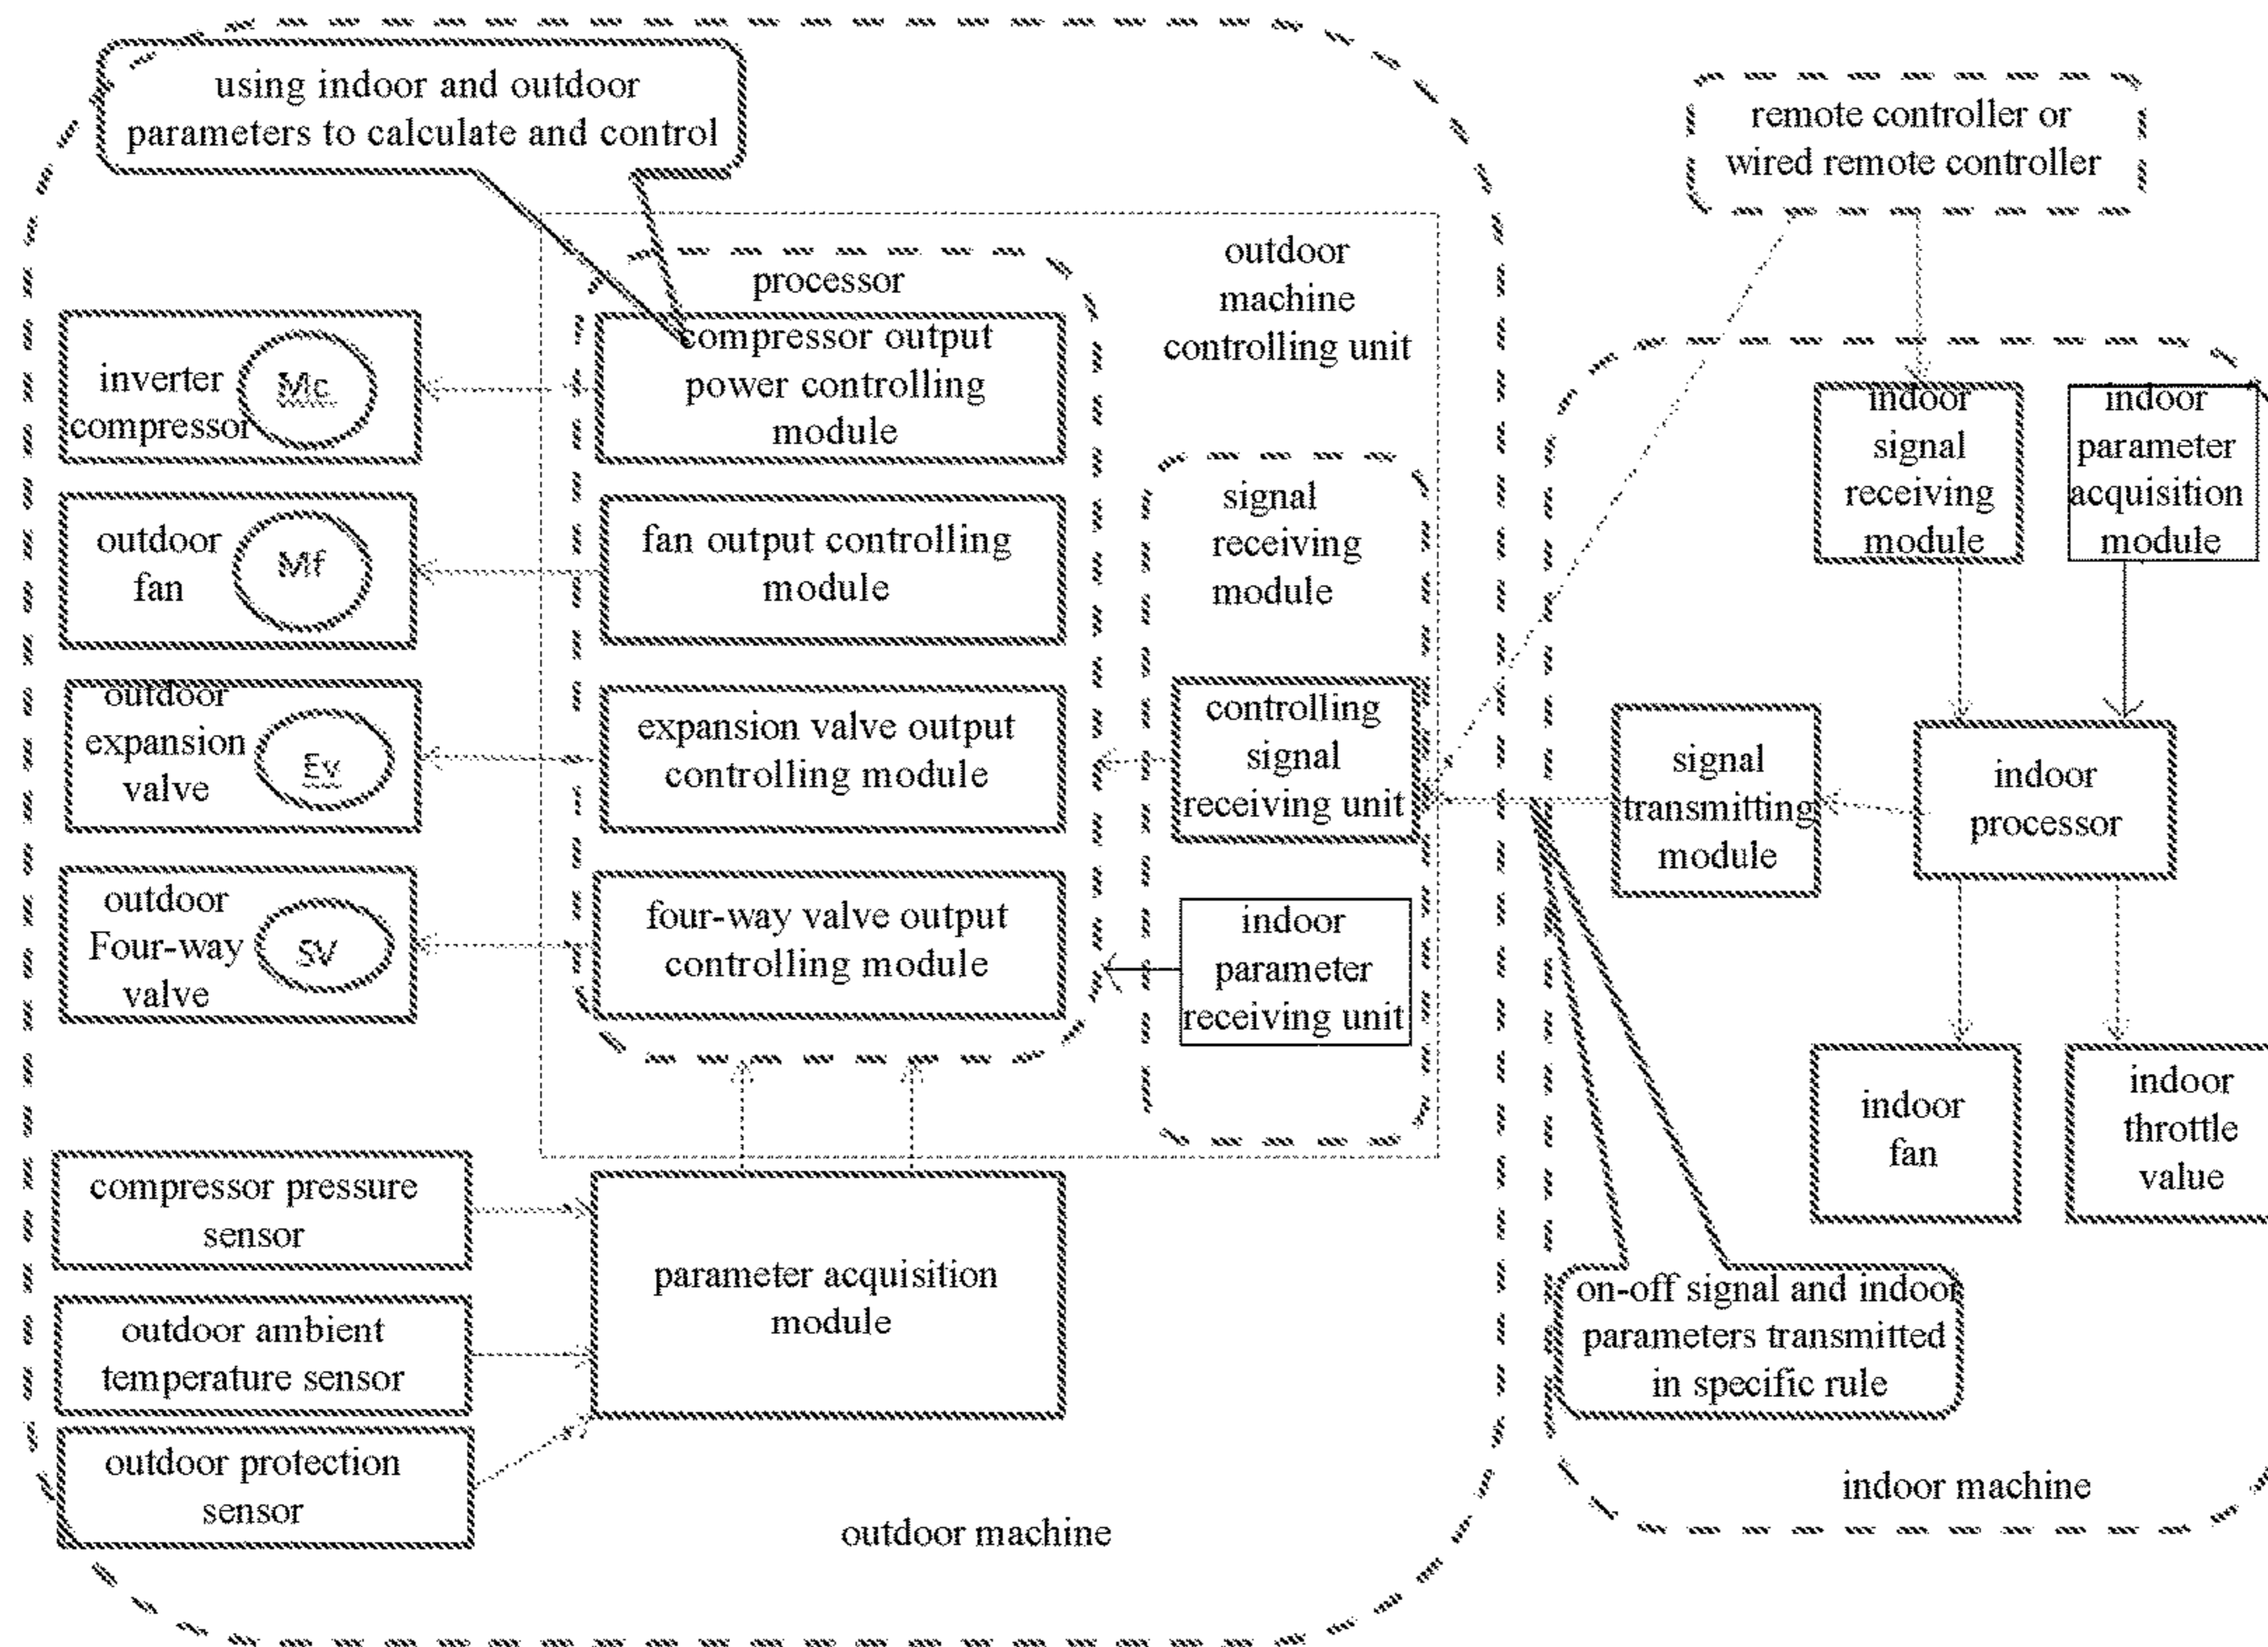 using indoor and outdoor
parameters to calculate and control
remote controller or
wired remote controller
processor
outdoor
machine
controlling unit
inverter
compressor
Mc
compressor output
power controlling
module
indoor
signal
receiving
module
indoor
parameter
acquisition
module
outdoor
fan
Mf
fan output controlling
module
signal
receiving
module
outdoor
expansion
valve
Ev
expansion valve output
controlling module
controlling
signal
receiving unit
signal
transmitting
module
indoor
processor
outdoor
Four-way
valve
SV
four-way valve output
controlling module
indoor
parameter
receiving unit
indoor
fan
indoor
throttle
value
compressor pressure
sensor
outdoor ambient
temperature sensor
outdoor protection
sensor
parameter acquisition
module
on-off signal and indoor
parameters transmitted
in specific rule
indoor machine
outdoor machine